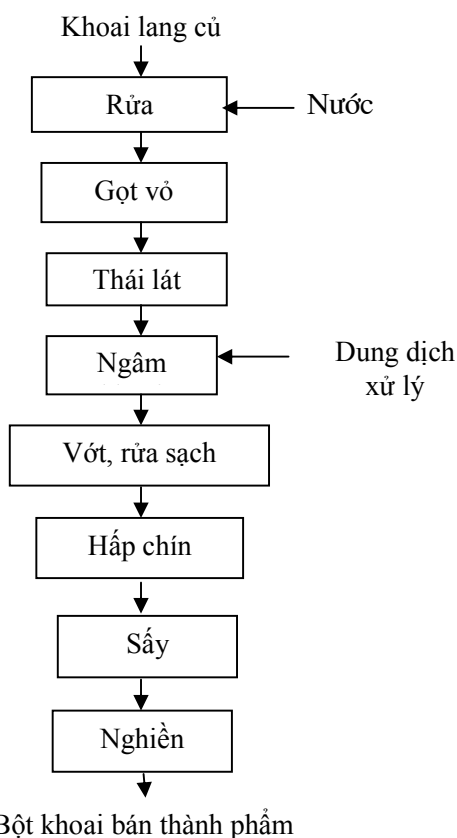 Khoai lang củ
Rửa
Nước
Gọt vỏ
Thái lát
Ngâm
Dung dịch
xử lý
Vớt, rửa sạch
Hấp chín
Sấy
Nghiền
Bột khoai bán thành phẩm